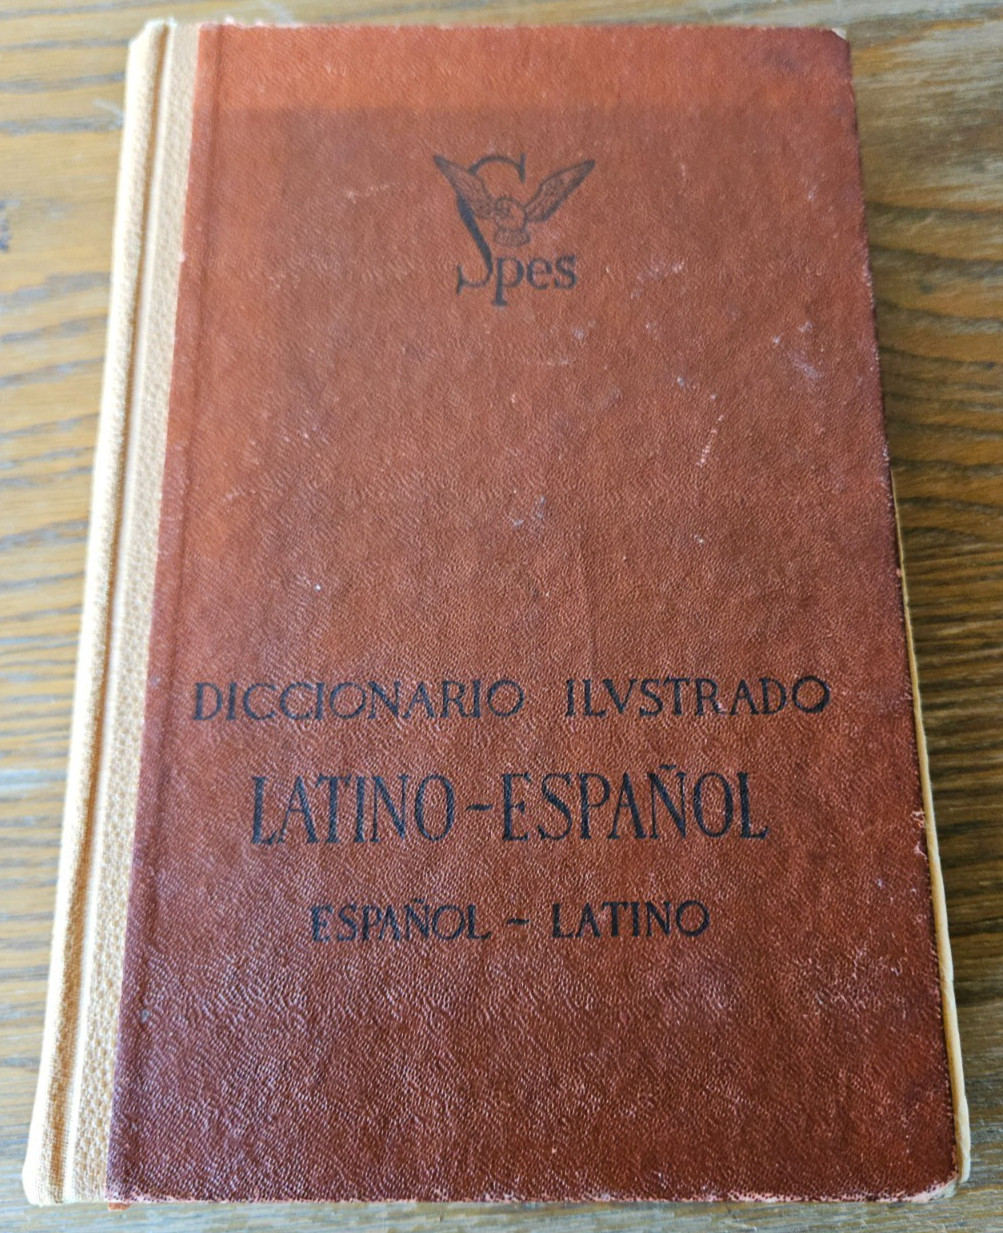 Spes
DICCIONARIO ILVSTRADO
LATINO-ESPAÑOL
ESPAÑOL - LATINO